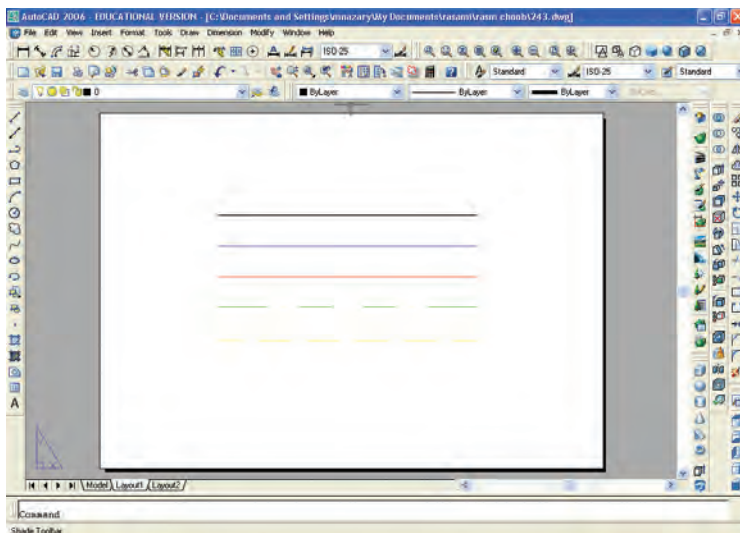 AutoCAD 2006 - EDUCATIONAL VERSION - [C:\Documents and Settings\mnazary\My Documents\rasami\rasm choob\243.dwg]
File Edit View Insert Format Tools Draw Dimension Modify Window Help
ISO-25
Standard ISO-25 Standard
0 ByLayer ByLayer ByLayer
A
Model Layout1 Layout2
Command
Shade Toolbar